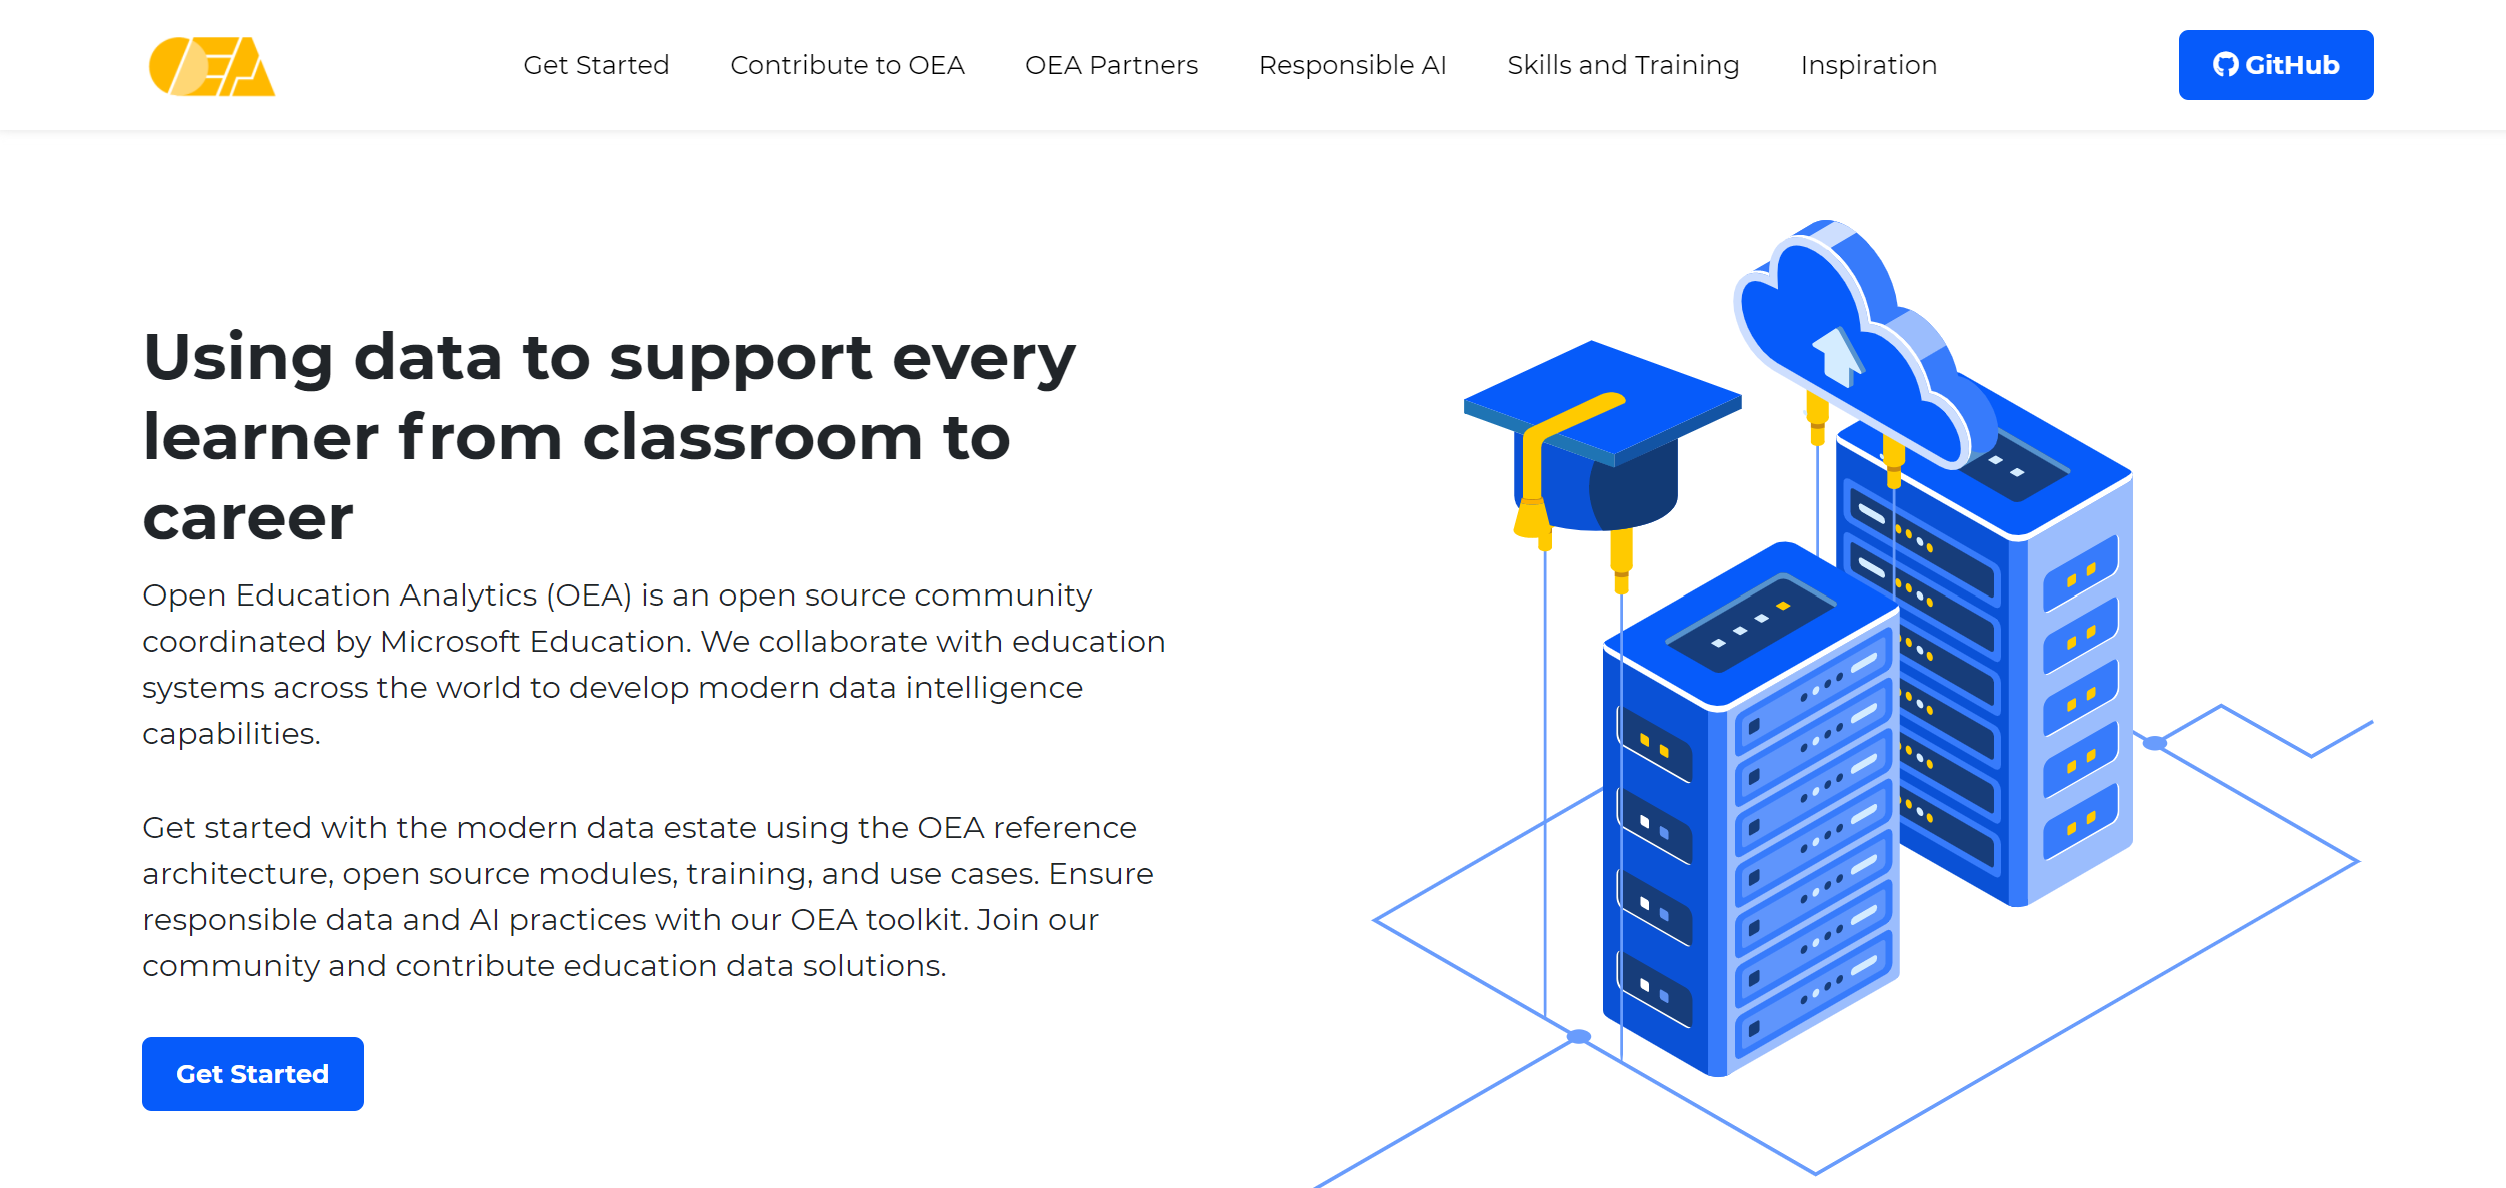 OEA
Get Started
Contribute to OEA
OEA Partners
Responsible AI
Skills and Training
Inspiration
GitHub
Using data to support every
learner from classroom to
career
Open Education Analytics (OEA) is an open source community
coordinated by Microsoft Education. We collaborate with education
systems across the world to develop modern data intelligence
capabilities.
Get started with the modern data estate using the OEA reference
architecture, open source modules, training, and use cases. Ensure
responsible data and AI practices with our OEA toolkit. Join our
community and contribute education data solutions.
Get Started